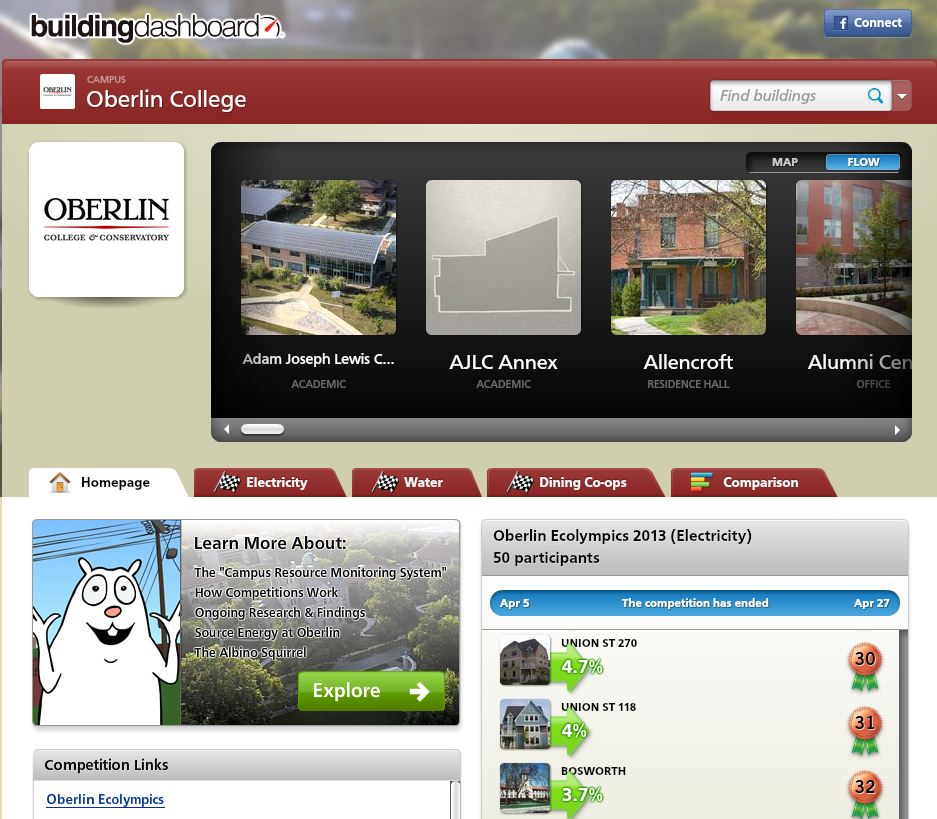 buildingdashboard
Connect
CAMPUS
Oberlin College
OBERLIN
Find buildings
OBERLIN
COLLEGE & CONSERVATORY
MAP
FLOW
Adam Joseph Lewis C...
ACADEMIC
AJLC Annex
ACADEMIC
Allencroft
RESIDENCE HALL
Alumni Cen
OFFICE
Homepage
Electricity
Water
Dining Co-ops
Comparison
Learn More About:
The "Campus Resource Monitoring System"
How Competitions Work
Ongoing Research & Findings
Source Energy at Oberlin
The Albino Squirrel
Explore
Competition Links
Oberlin Ecolympics
Oberlin Ecolympics 2013 (Electricity)
50 participants
Apr 5
The competition has ended
Apr 27
UNION ST 270
4.7%
30
UNION ST 118
4%
31
BOSWORTH
3.7%
32